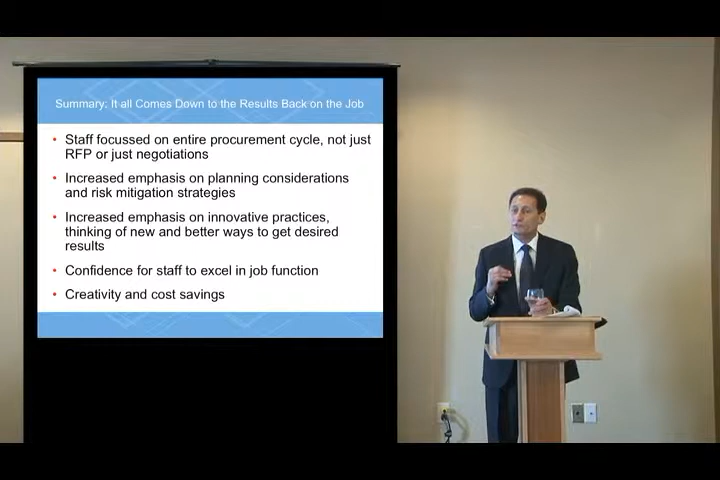 Summary: It all Comes Down to the Results Back on the Job
• Staff focussed on entire procurement cycle, not just
RFP or just negotiations
• Increased emphasis on planning considerations
and risk mitigation strategies
• Increased emphasis on innovative practices,
thinking of new and better ways to get desired
results
• Confidence for staff to excel in job function
• Creativity and cost savings